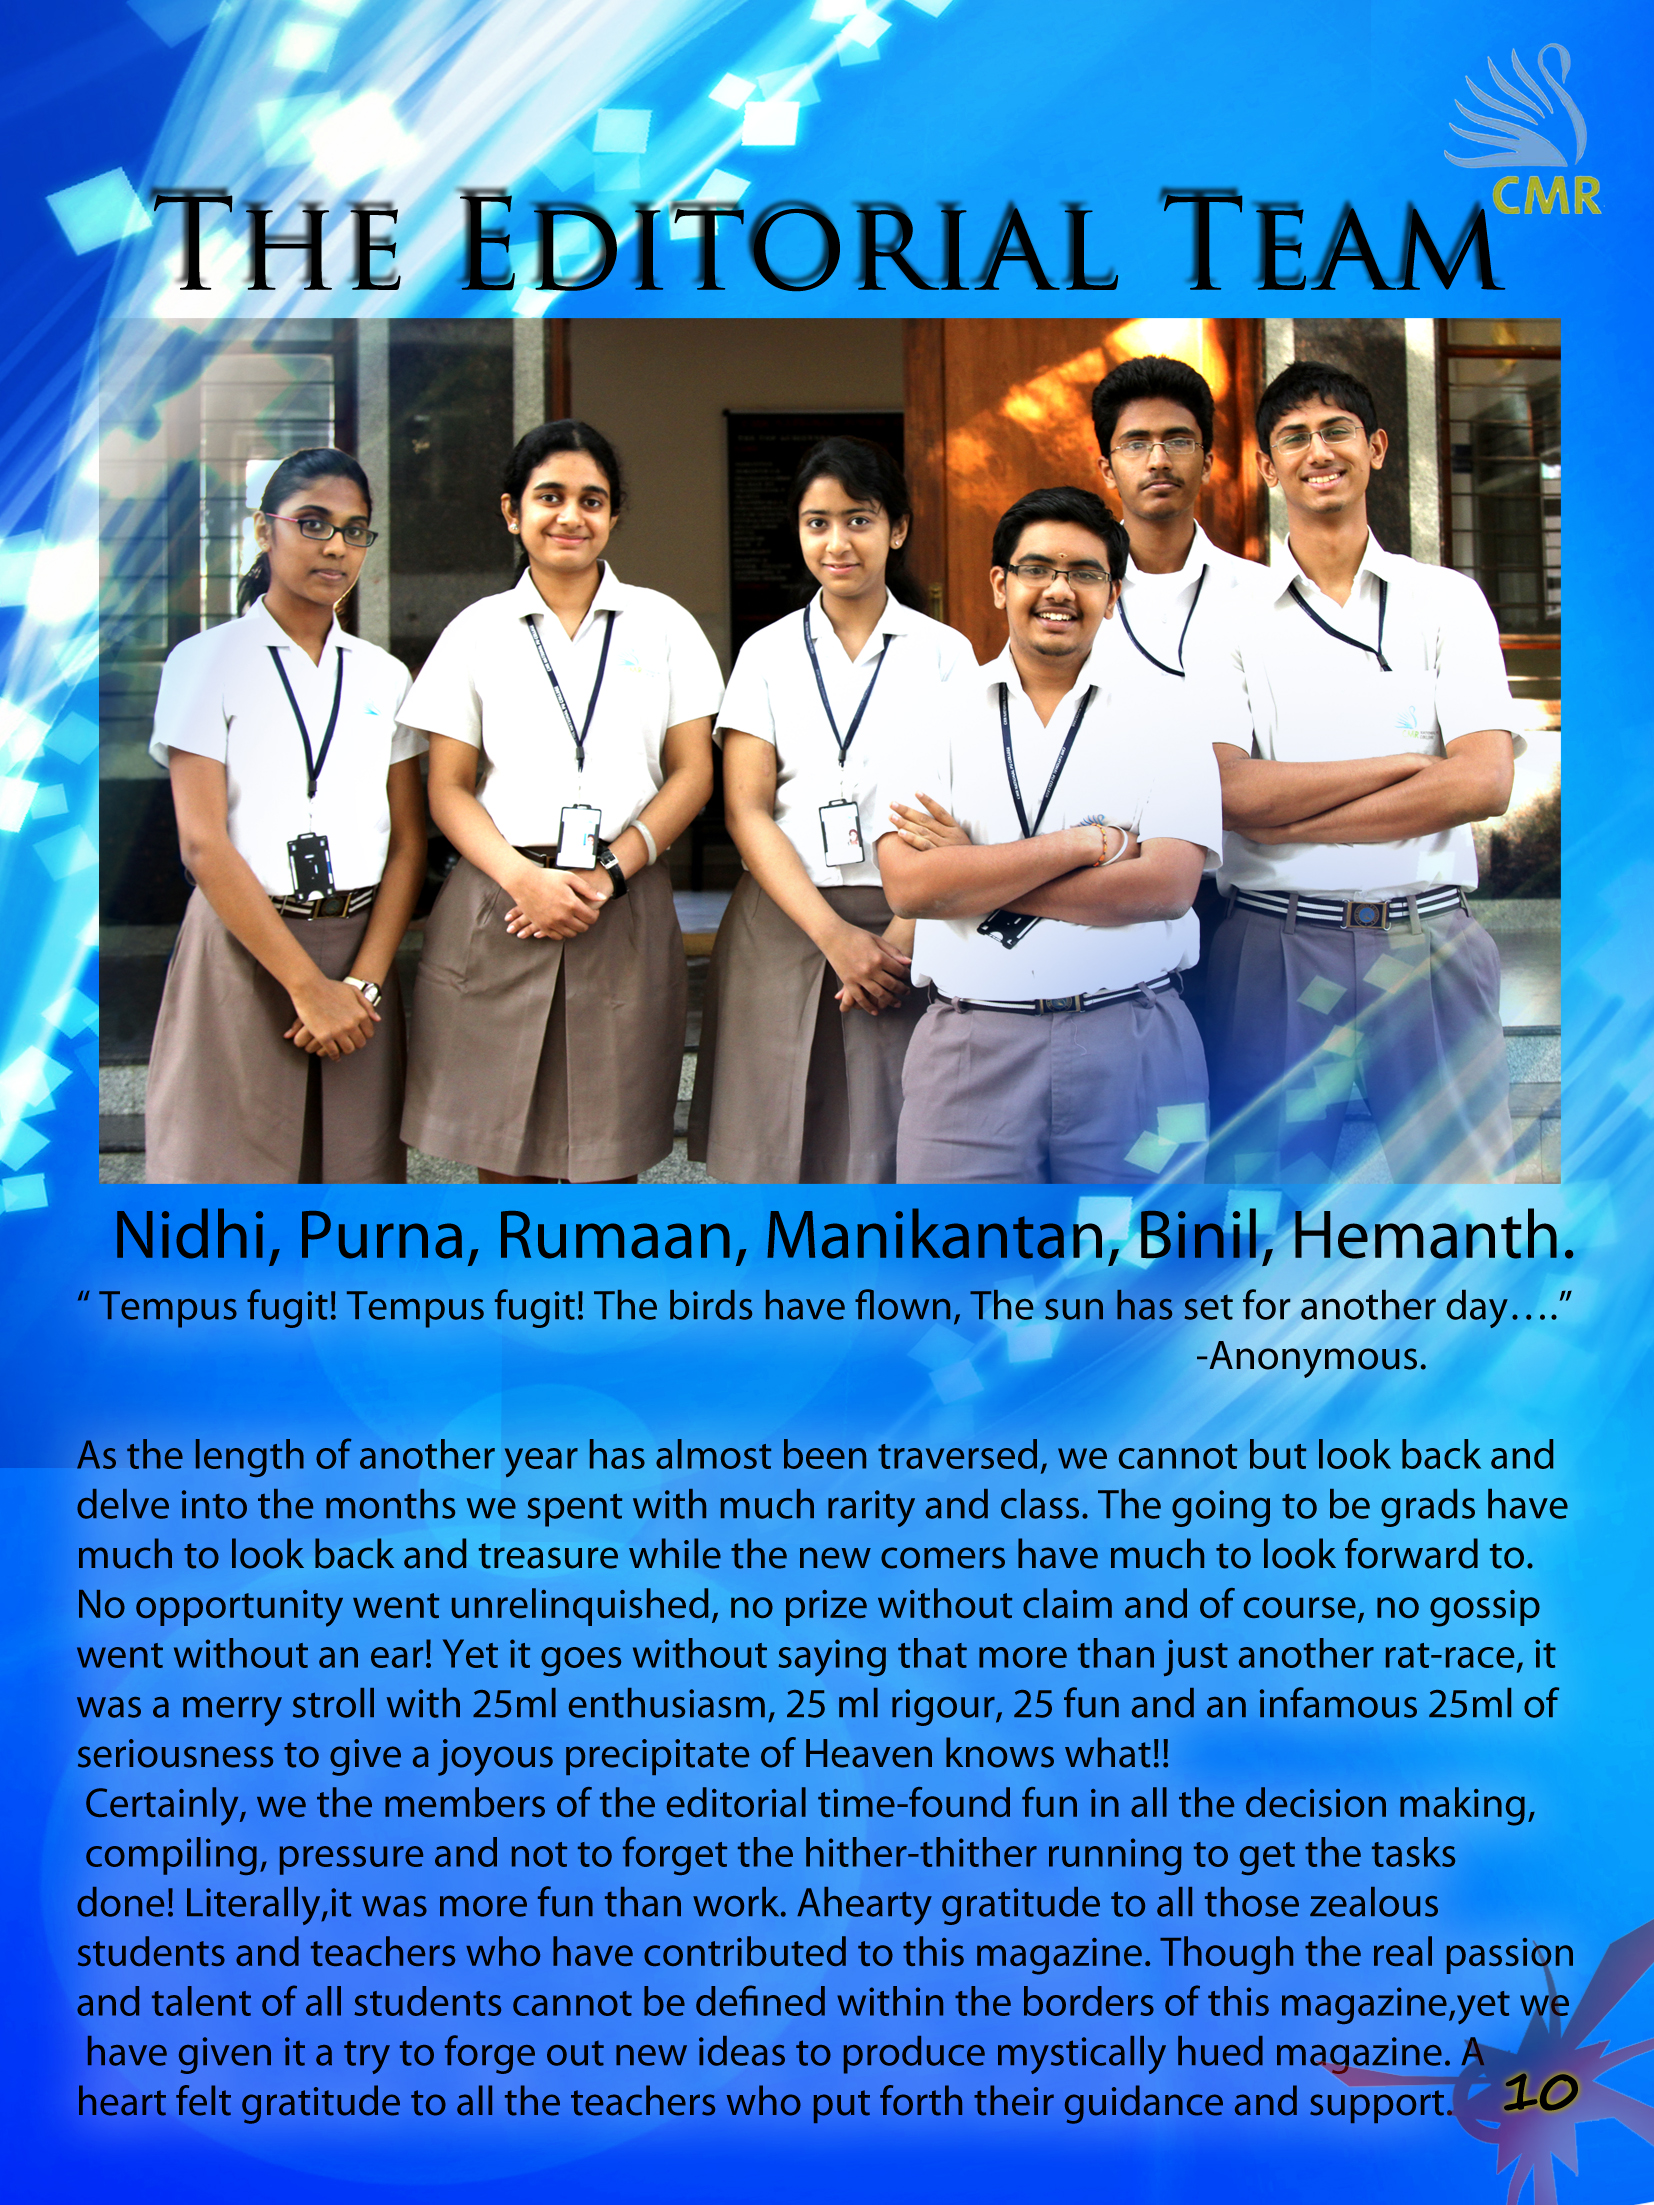 CMR
THE EDITORIAL TEAM
CMR
Nidhi, Purna, Rumaan, Manikantan, Binil, Hemanth.
“ Tempus fugit! Tempus fugit! The birds have flown, The sun has set for another day….”
-Anonymous.
As the length of another year has almost been traversed, we cannot but look back and
delve into the months we spent with much rarity and class. The going to be grads have
much to look back and treasure while the new comers have much to look forward to.
No opportunity went unrelinquished, no prize without claim and of course, no gossip
went without an ear! Yet it goes without saying that more than just another rat-race, it
was a merry stroll with 25ml enthusiasm, 25 ml rigour, 25 fun and an infamous 25ml of
seriousness to give a joyous precipitate of Heaven knows what!!
Certainly, we the members of the editorial time-found fun in all the decision making,
compiling, pressure and not to forget the hither-thither running to get the tasks
done! Literally,it was more fun than work. Ahearty gratitude to all those zealous
students and teachers who have contributed to this magazine. Though the real passion
and talent of all students cannot be defined within the borders of this magazine,yet we
have given it a try to forge out new ideas to produce mystically hued magazine. A
heart felt gratitude to all the teachers who put forth their guidance and support.
10